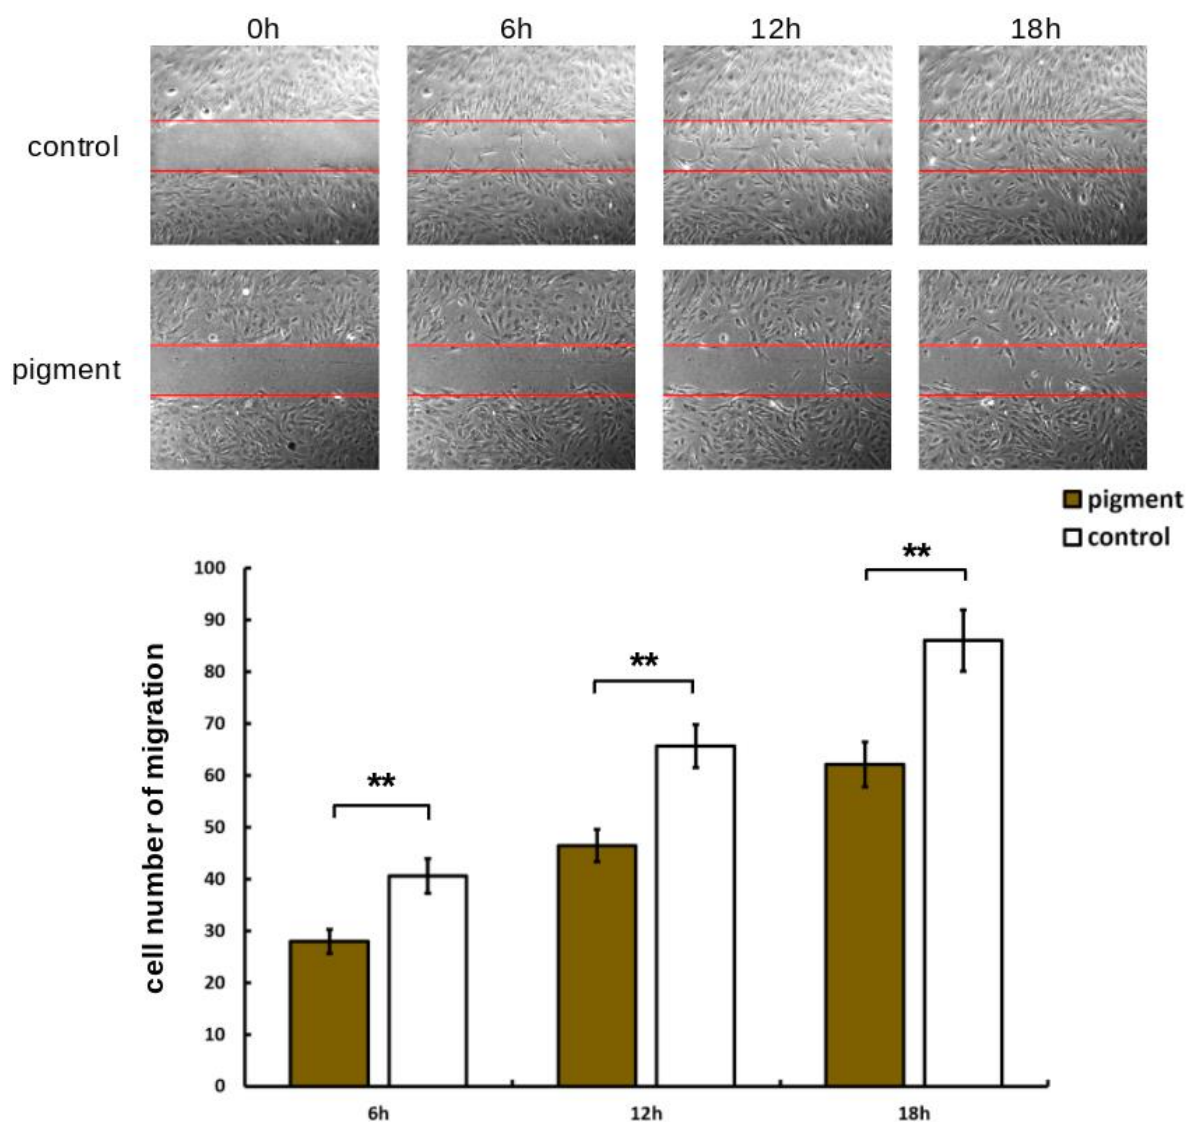 0h 6h 12h 18h
control
pigment
pigment
control
**
**
**
cell number of migration
100
90
80
70
60
50
40
30
20
10
0
6h 12h 18h